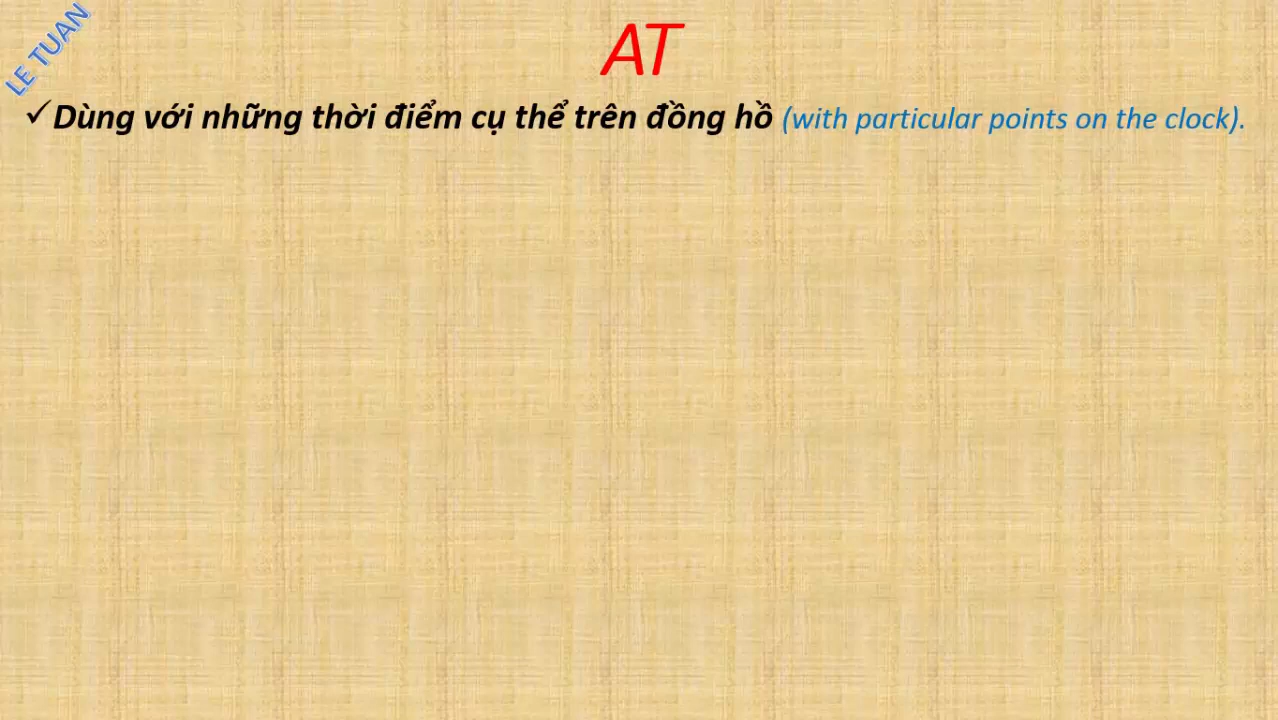 LE TUAN
AT
✓Dùng với những thời điểm cụ thể trên đồng hồ (with particular points on the clock).